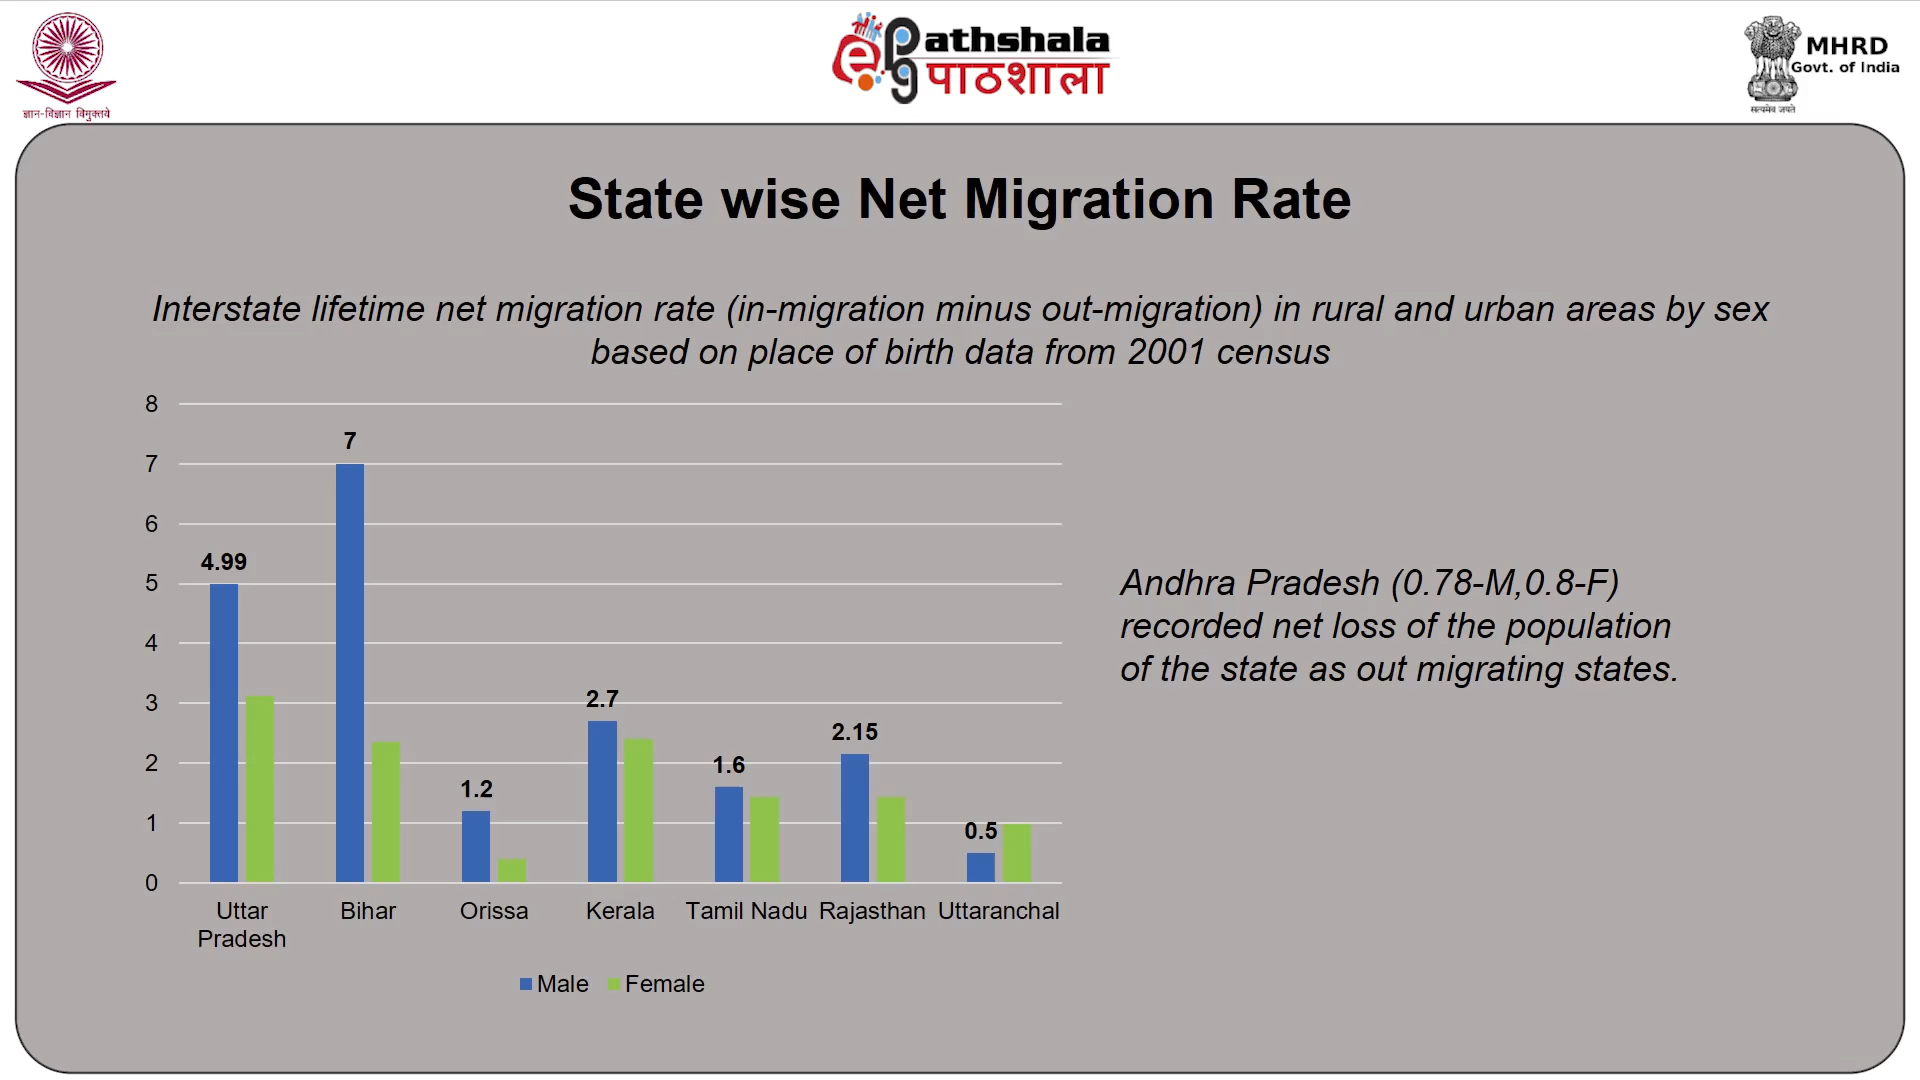 ज्ञान-विज्ञान विमुक्तये
ePathshala
पाठशाला
MHRD
Govt. of India
सत्यमेव जयते
State wise Net Migration Rate
Interstate lifetime net migration rate (in-migration minus out-migration) in rural and urban areas by sex
based on place of birth data from 2001 census
8
7
6
5
4
3
2
1
0
4.99
7
1.2
2.7
1.6
2.15
0.5
Uttar
Pradesh
Bihar
Orissa
Kerala
Tamil Nadu
Rajasthan
Uttaranchal
Male
Female
Andhra Pradesh (0.78-M,0.8-F)
recorded net loss of the population
of the state as out migrating states.